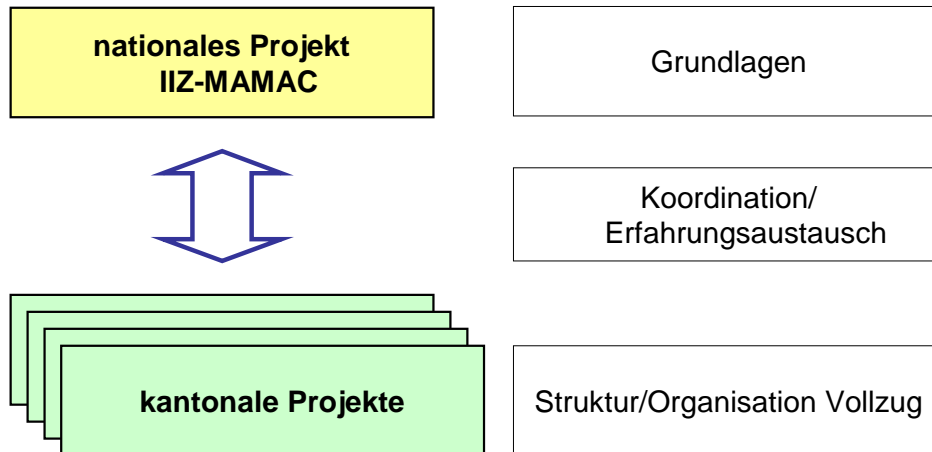 nationales Projekt
IIZ-MAMAC
Grundlagen
Koordination/
Erfahrungsaustausch
kantonale Projekte
Struktur/Organisation Vollzug